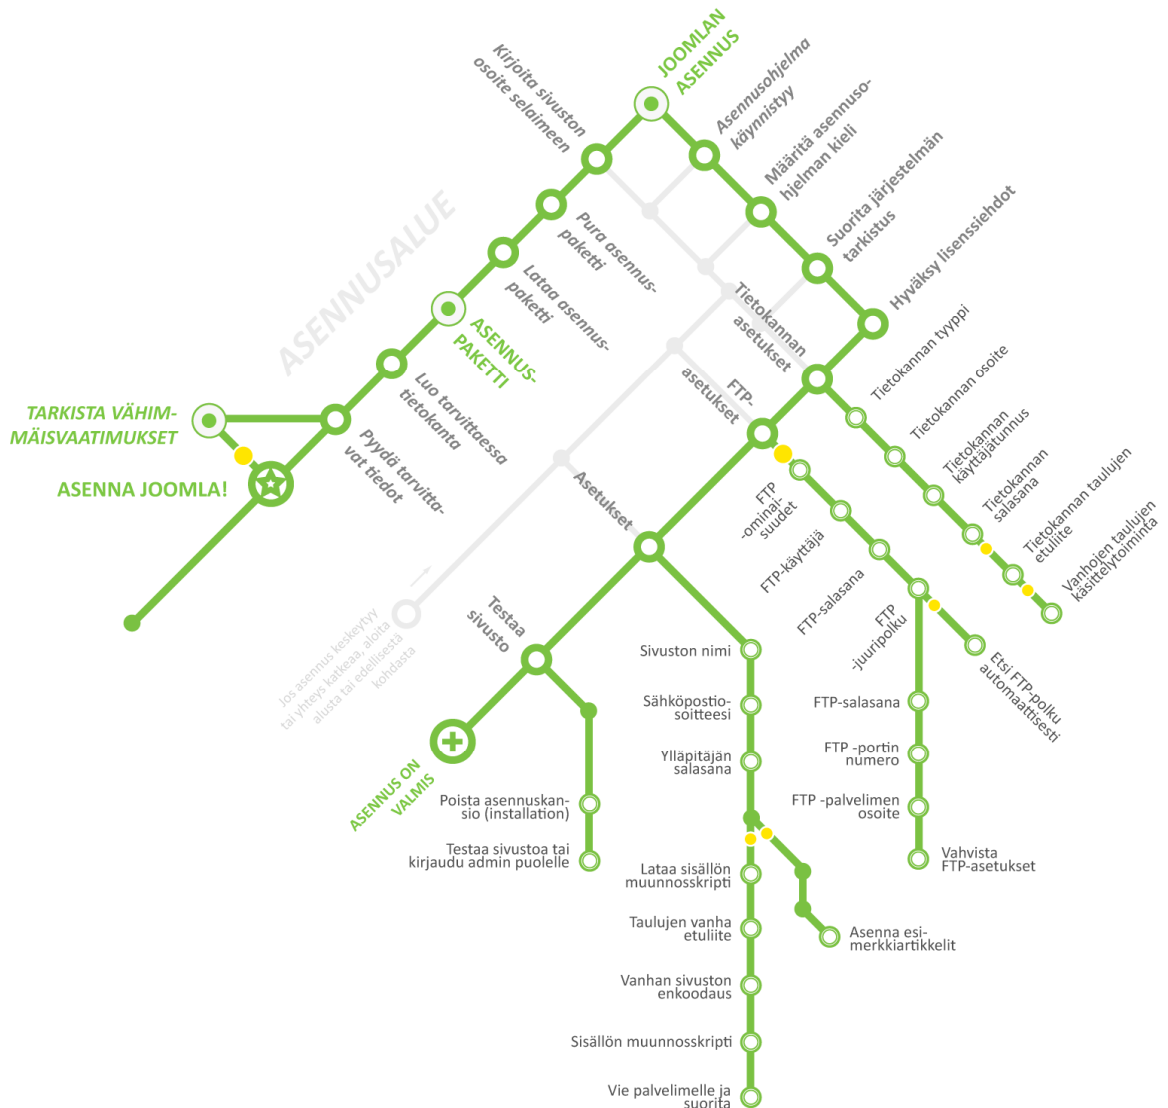 JOOMLAN
ASENNUS
Kirjoita sivuston
osoite selaimeen
Asennusohjelma
käynnistyy
Määritä asennuso-
hjelman kieli
Suorita järjestelmän
tarkistus
Hyväksy lisenssiehdot
ASENNUSALUE
Pura asennus-
paketti
Lataa asennus-
paketti
ASENNUS-
PAKETTI
Luo tarvittaessa
tietokanta
Pyydä tarvitta-
vat tiedot
TARKISTA VÄHIM-
MÄISVAATIMUKSET
ASENNA JOOMLA!
Tietokannan
asetukset
Tietokannan tyyppi
Tietokannan osoite
Tietokannan
käyttäjätunnus
Tietokannan
salasana
Tietokannan taulujen
etuliite
Vanhojen taulujen
käsittelytoiminta
FTP-
asetukset
FTP
-ominai-
suudet
FTP-käyttäjä
FTP-salasana
FTP
-juuripolku
Etsi FTP-polku
automaattisesti
FTP-salasana
FTP -portin
numero
FTP -palvelimen
osoite
Vahvista
FTP-asetukset
Asetukset
Jos asennus keskeytyy
tai yhteys katkeaa, aloita
alusta tai edellisestä
kohdasta
Testaa
sivusto
ASENNUS ON
VALMIS
Poista asennuskan-
sio (installation)
Testaa sivustoa tai
kirjaudu admin puolelle
Sivuston nimi
Sähköpostio-
soitteesi
Ylläpitäjän
salasana
Lataa sisällön
muunnosskripti
Taulujen vanha
etuliite
Asenna esi-
merkkiartikkelit
Vanhan sivuston
enkoodaus
Sisällön muunnosskripti
Vie palvelimelle ja
suorita